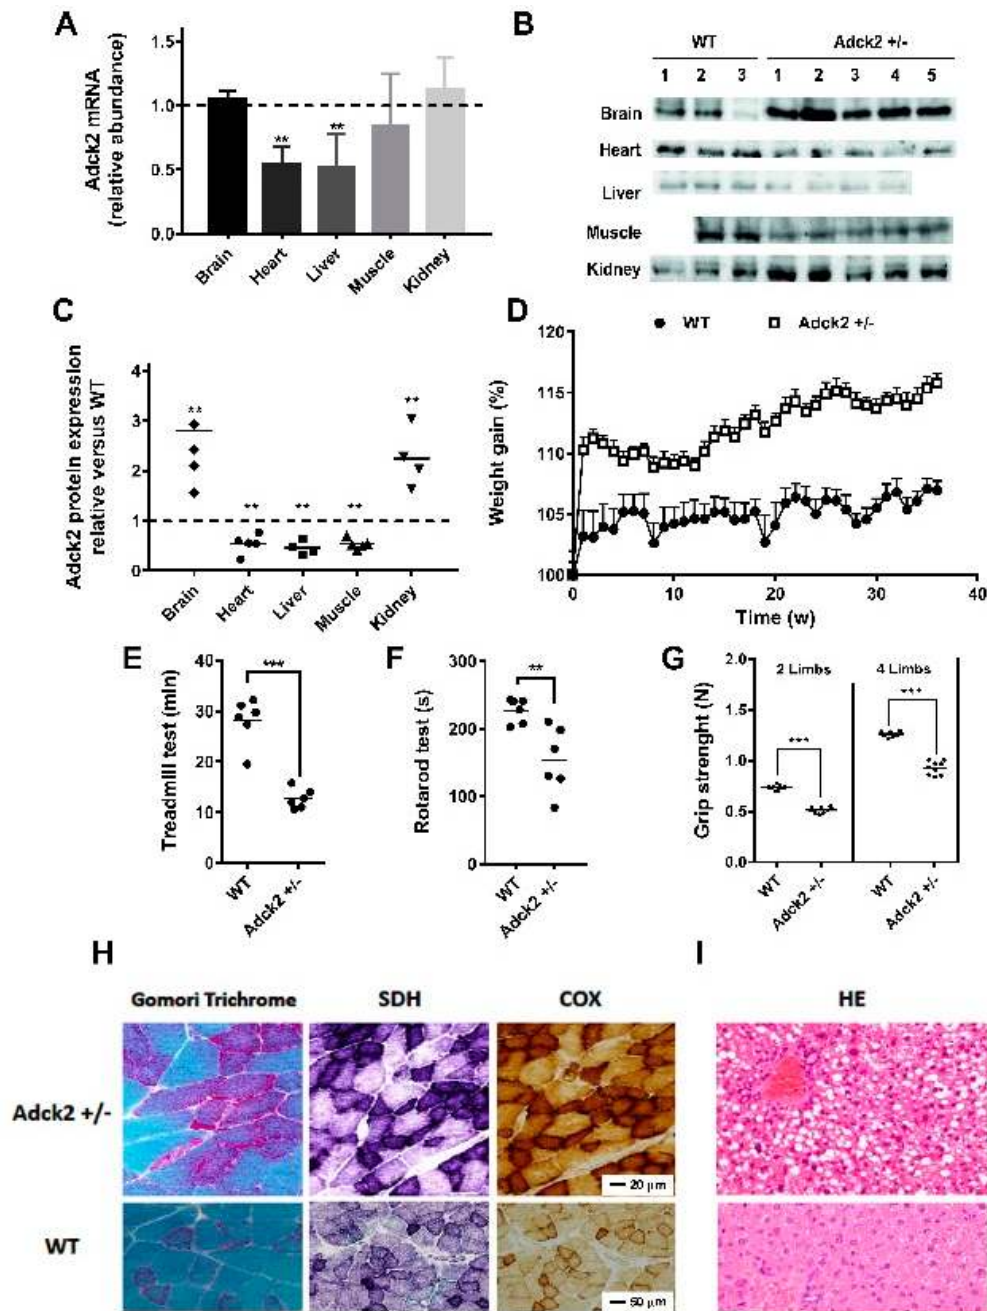 A
Adck2 mRNA
(relative abundance)
1.5
1.0
0.5
0.0
**
**
Brain
Heart
Liver
Muscle
Kidney
B
WT
Adck2 +/-
1 2 3 1 2 3 4 5
Brain
Heart
Liver
Muscle
Kidney
C
Adck2 protein expression
relative versus WT
4
3
2
1
0
**
**
**
**
**
Brain
Heart
Liver
Muscle
Kidney
D
WT
Adck2 +/-
Weight gain (%)
120
115
110
105
100
0 10 20 30 40
Time (w)
E
Treadmill test (min)
40
30
20
10
0
***
WT
Adck2 +/-
F
Rotarod test (s)
300
200
100
0
**
WT
Adck2 +/-
G
Grip strenght (N)
2.0
1.5
1.0
0.5
0.0
2 Limbs
4 Limbs
***
***
WT
Adck2 +/-
WT
Adck2 +/-
H
Gomori Trichrome
SDH
COX
Adck2 +/-
20 µm
WT
50 µm
I
HE